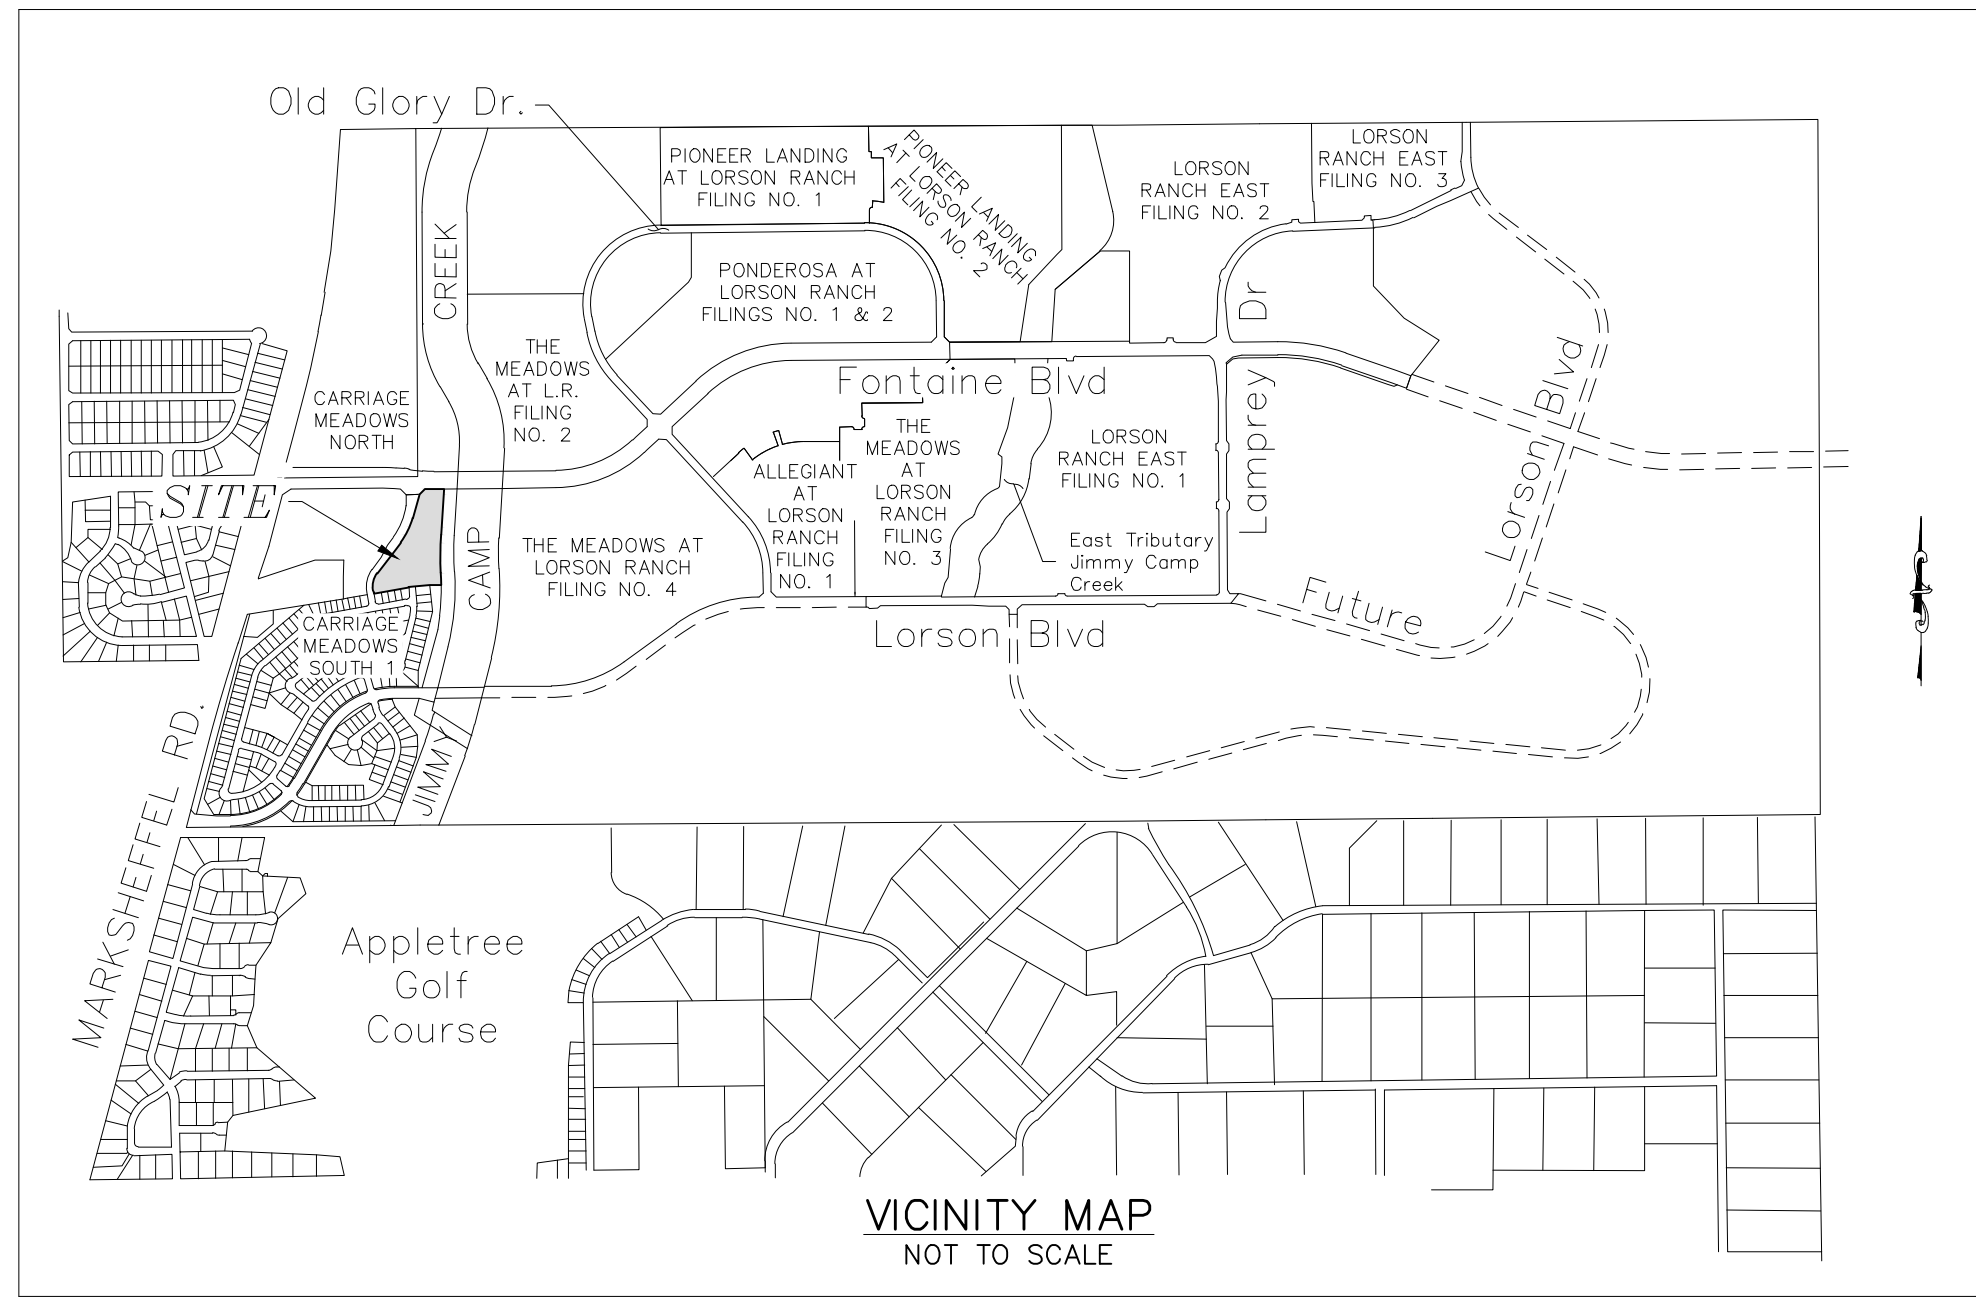 Old Glory Dr.
PIONEER LANDING
AT LORSON RANCH
FILING NO. 1
PIONEER LANDING
AT LORSON RANCH
FILING NO. 2
LORSON
RANCH EAST
FILING NO. 2
LORSON
RANCH EAST
FILING NO. 3
CREEK
PONDEROSA AT
LORSON RANCH
FILINGS NO. 1 & 2
Dr
THE
MEADOWS
AT L.R.
FILING
NO. 2
CARRIAGE
MEADOWS
NORTH
Fontaine Blvd
Lamprey
Lorson Blvd
Lorson Blvd
THE
MEADOWS
AT
LORSON
RANCH
FILING
NO. 3
LORSON
RANCH EAST
FILING NO. 1
ALLEGIANT
AT
LORSON
RANCH
FILING
NO. 1
SITE
CAMP
THE MEADOWS AT
LORSON RANCH
FILING NO. 4
East Tributary
Jimmy Camp
Creek
Future
Lorson Blvd
CARRIAGE
MEADOWS
SOUTH 1
JIMMY
MARKSHEFFEL RD.
Appletree
Golf
Course
VICINITY MAP
NOT TO SCALE